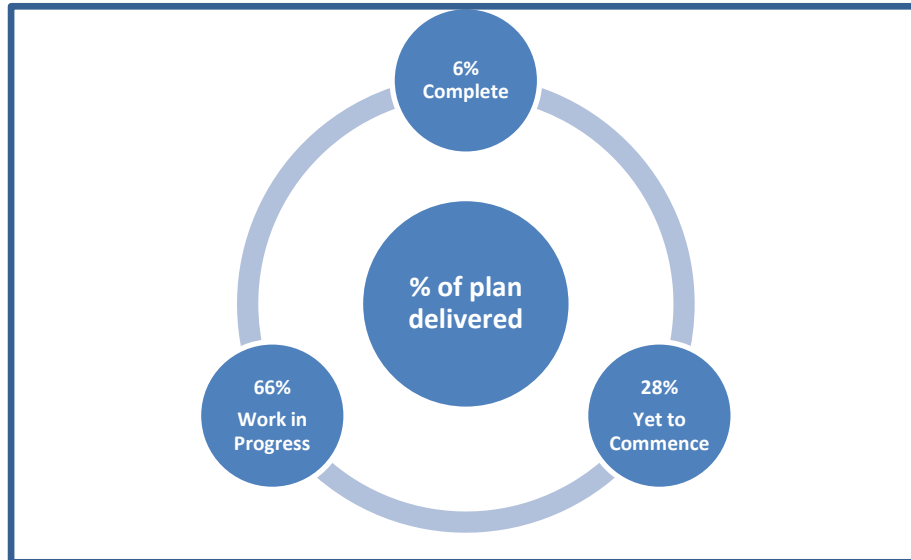 6%
Complete
% of plan
delivered
66%
Work in
Progress
28%
Yet to
Commence